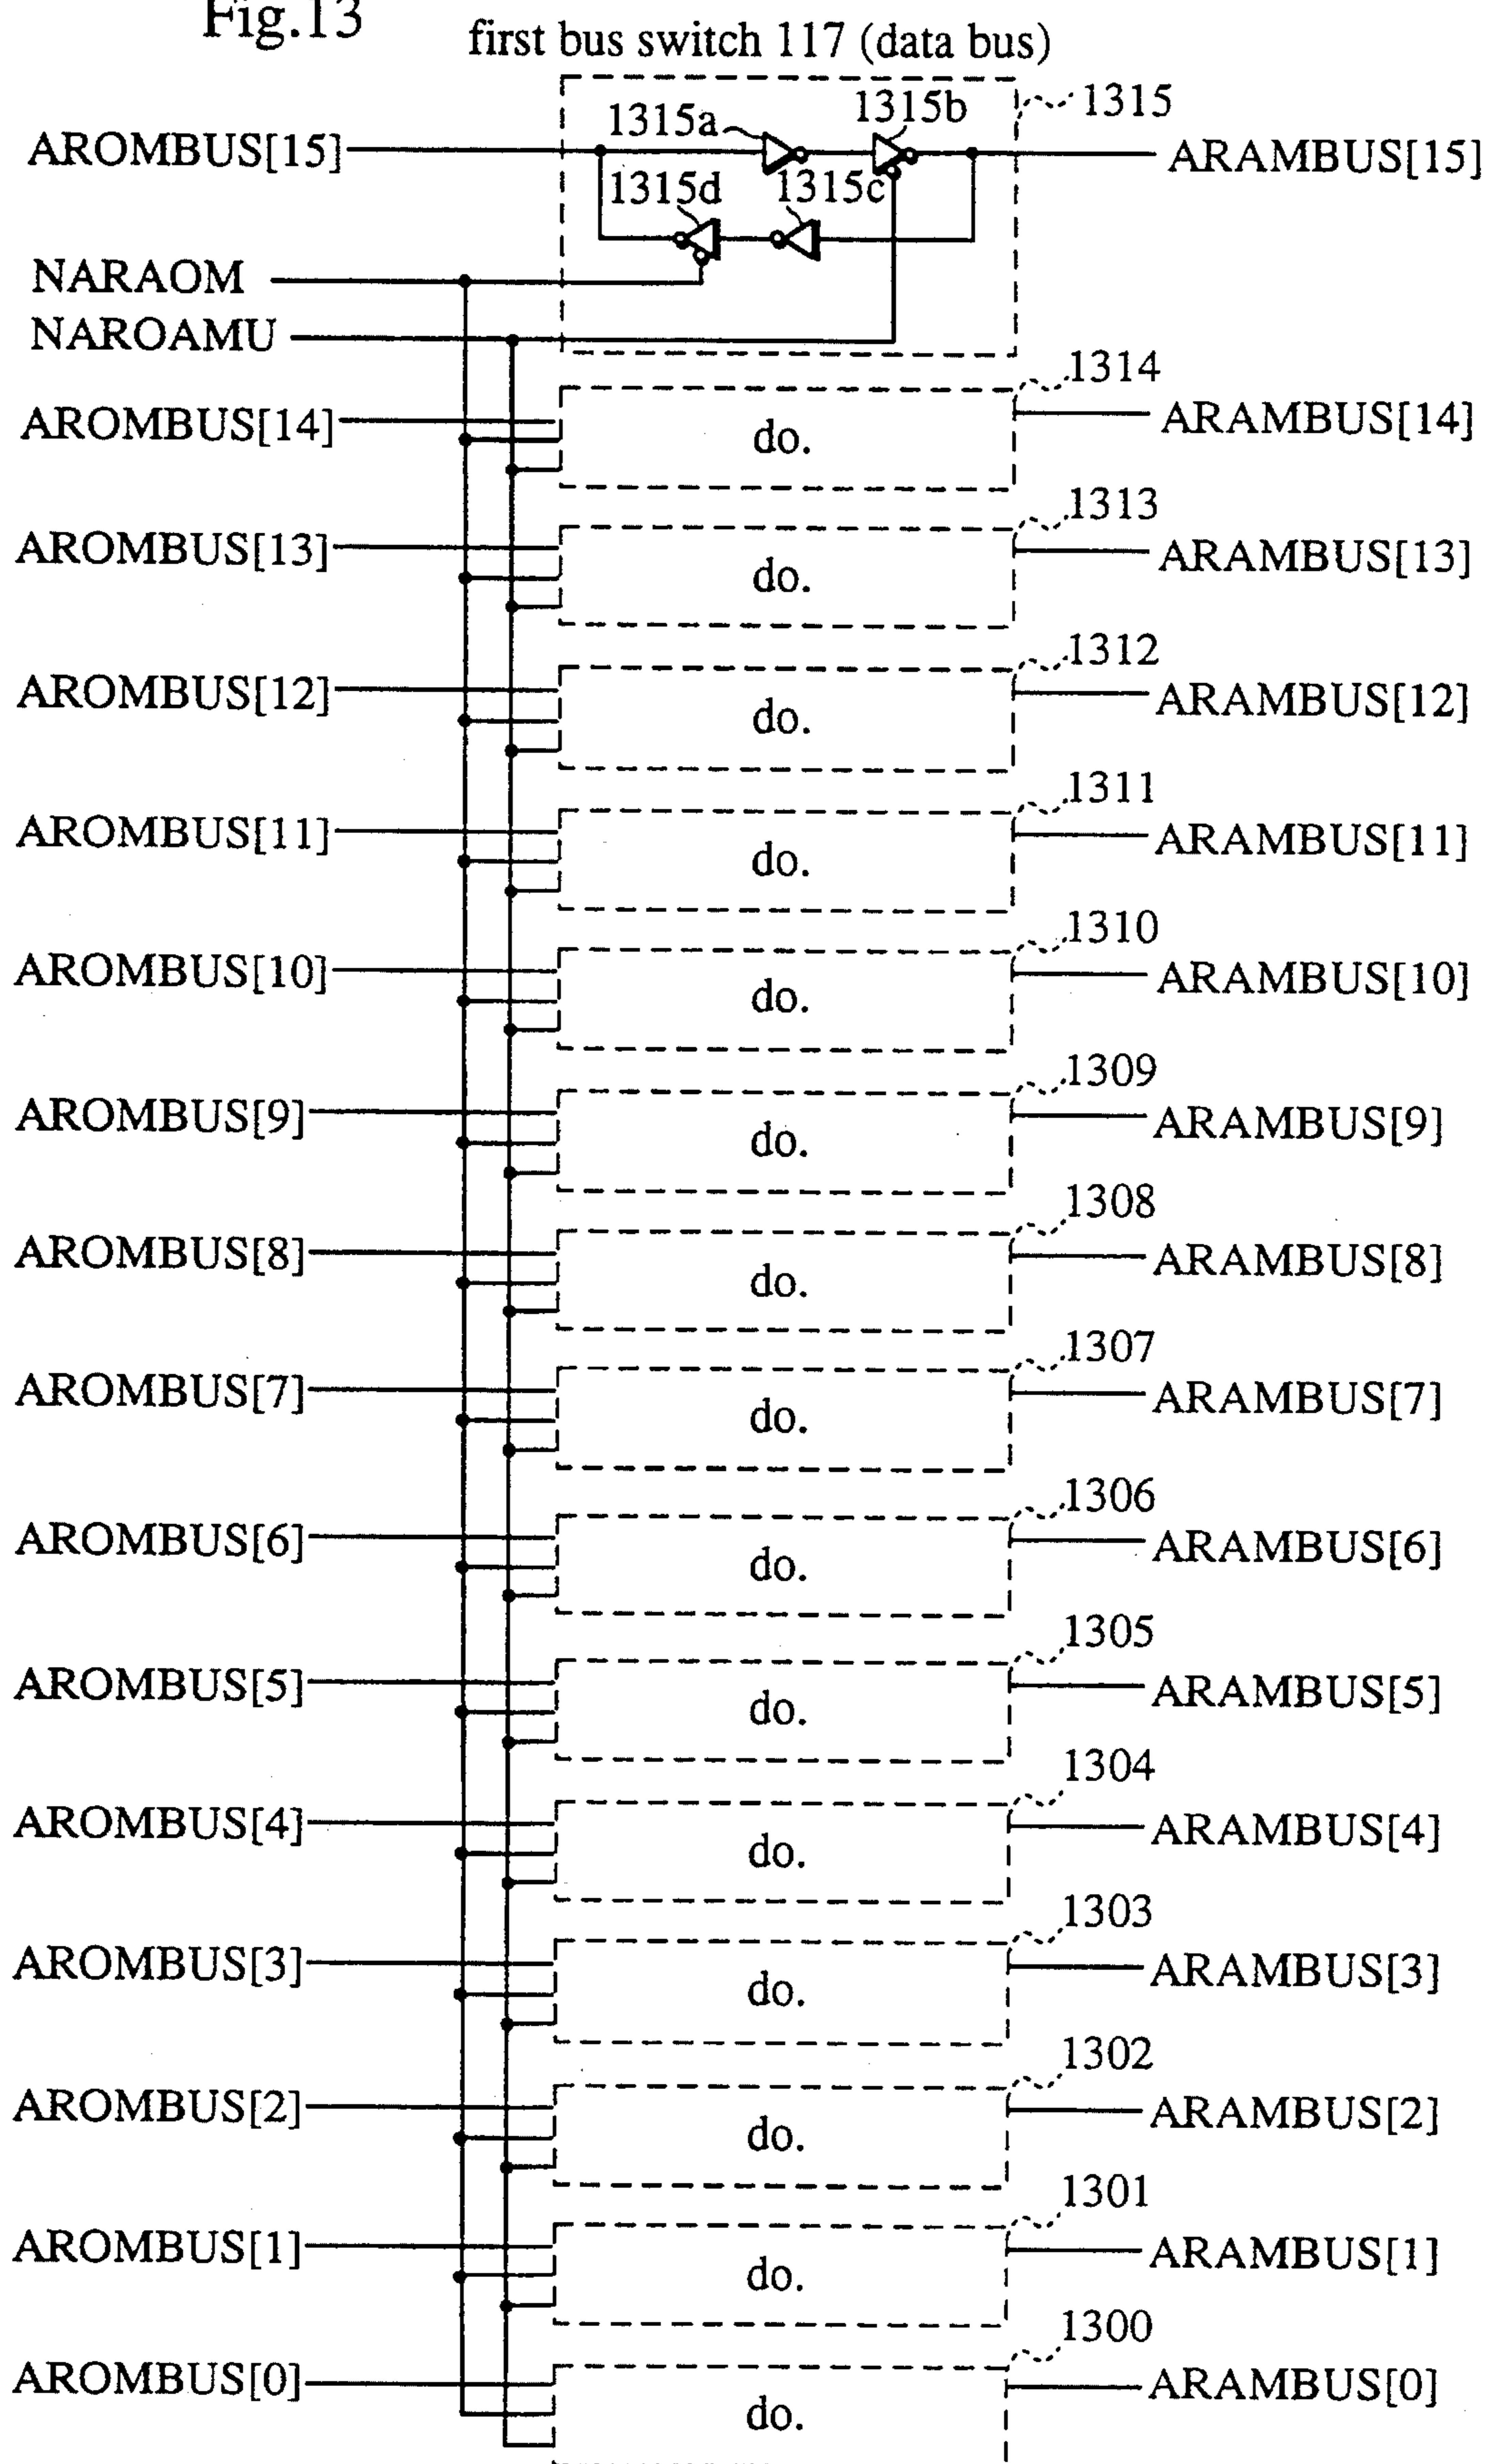 Fig.13
first bus switch 117 (data bus)
1315a
1315b
1315
AROMBUS[15]
ARAMBUS[15]
1315d
1315c
NARAOM
NAROAMU
1314
AROMBUS[14]
do.
ARAMBUS[14]
1313
AROMBUS[13]
do.
ARAMBUS[13]
1312
AROMBUS[12]
do.
ARAMBUS[12]
1311
AROMBUS[11]
do.
ARAMBUS[11]
1310
AROMBUS[10]
do.
ARAMBUS[10]
1309
AROMBUS[9]
do.
ARAMBUS[9]
1308
AROMBUS[8]
do.
ARAMBUS[8]
1307
AROMBUS[7]
do.
ARAMBUS[7]
1306
AROMBUS[6]
do.
ARAMBUS[6]
1305
AROMBUS[5]
do.
ARAMBUS[5]
1304
AROMBUS[4]
do.
ARAMBUS[4]
1303
AROMBUS[3]
do.
ARAMBUS[3]
1302
AROMBUS[2]
do.
ARAMBUS[2]
1301
AROMBUS[1]
do.
ARAMBUS[1]
1300
AROMBUS[0]
do.
ARAMBUS[0]